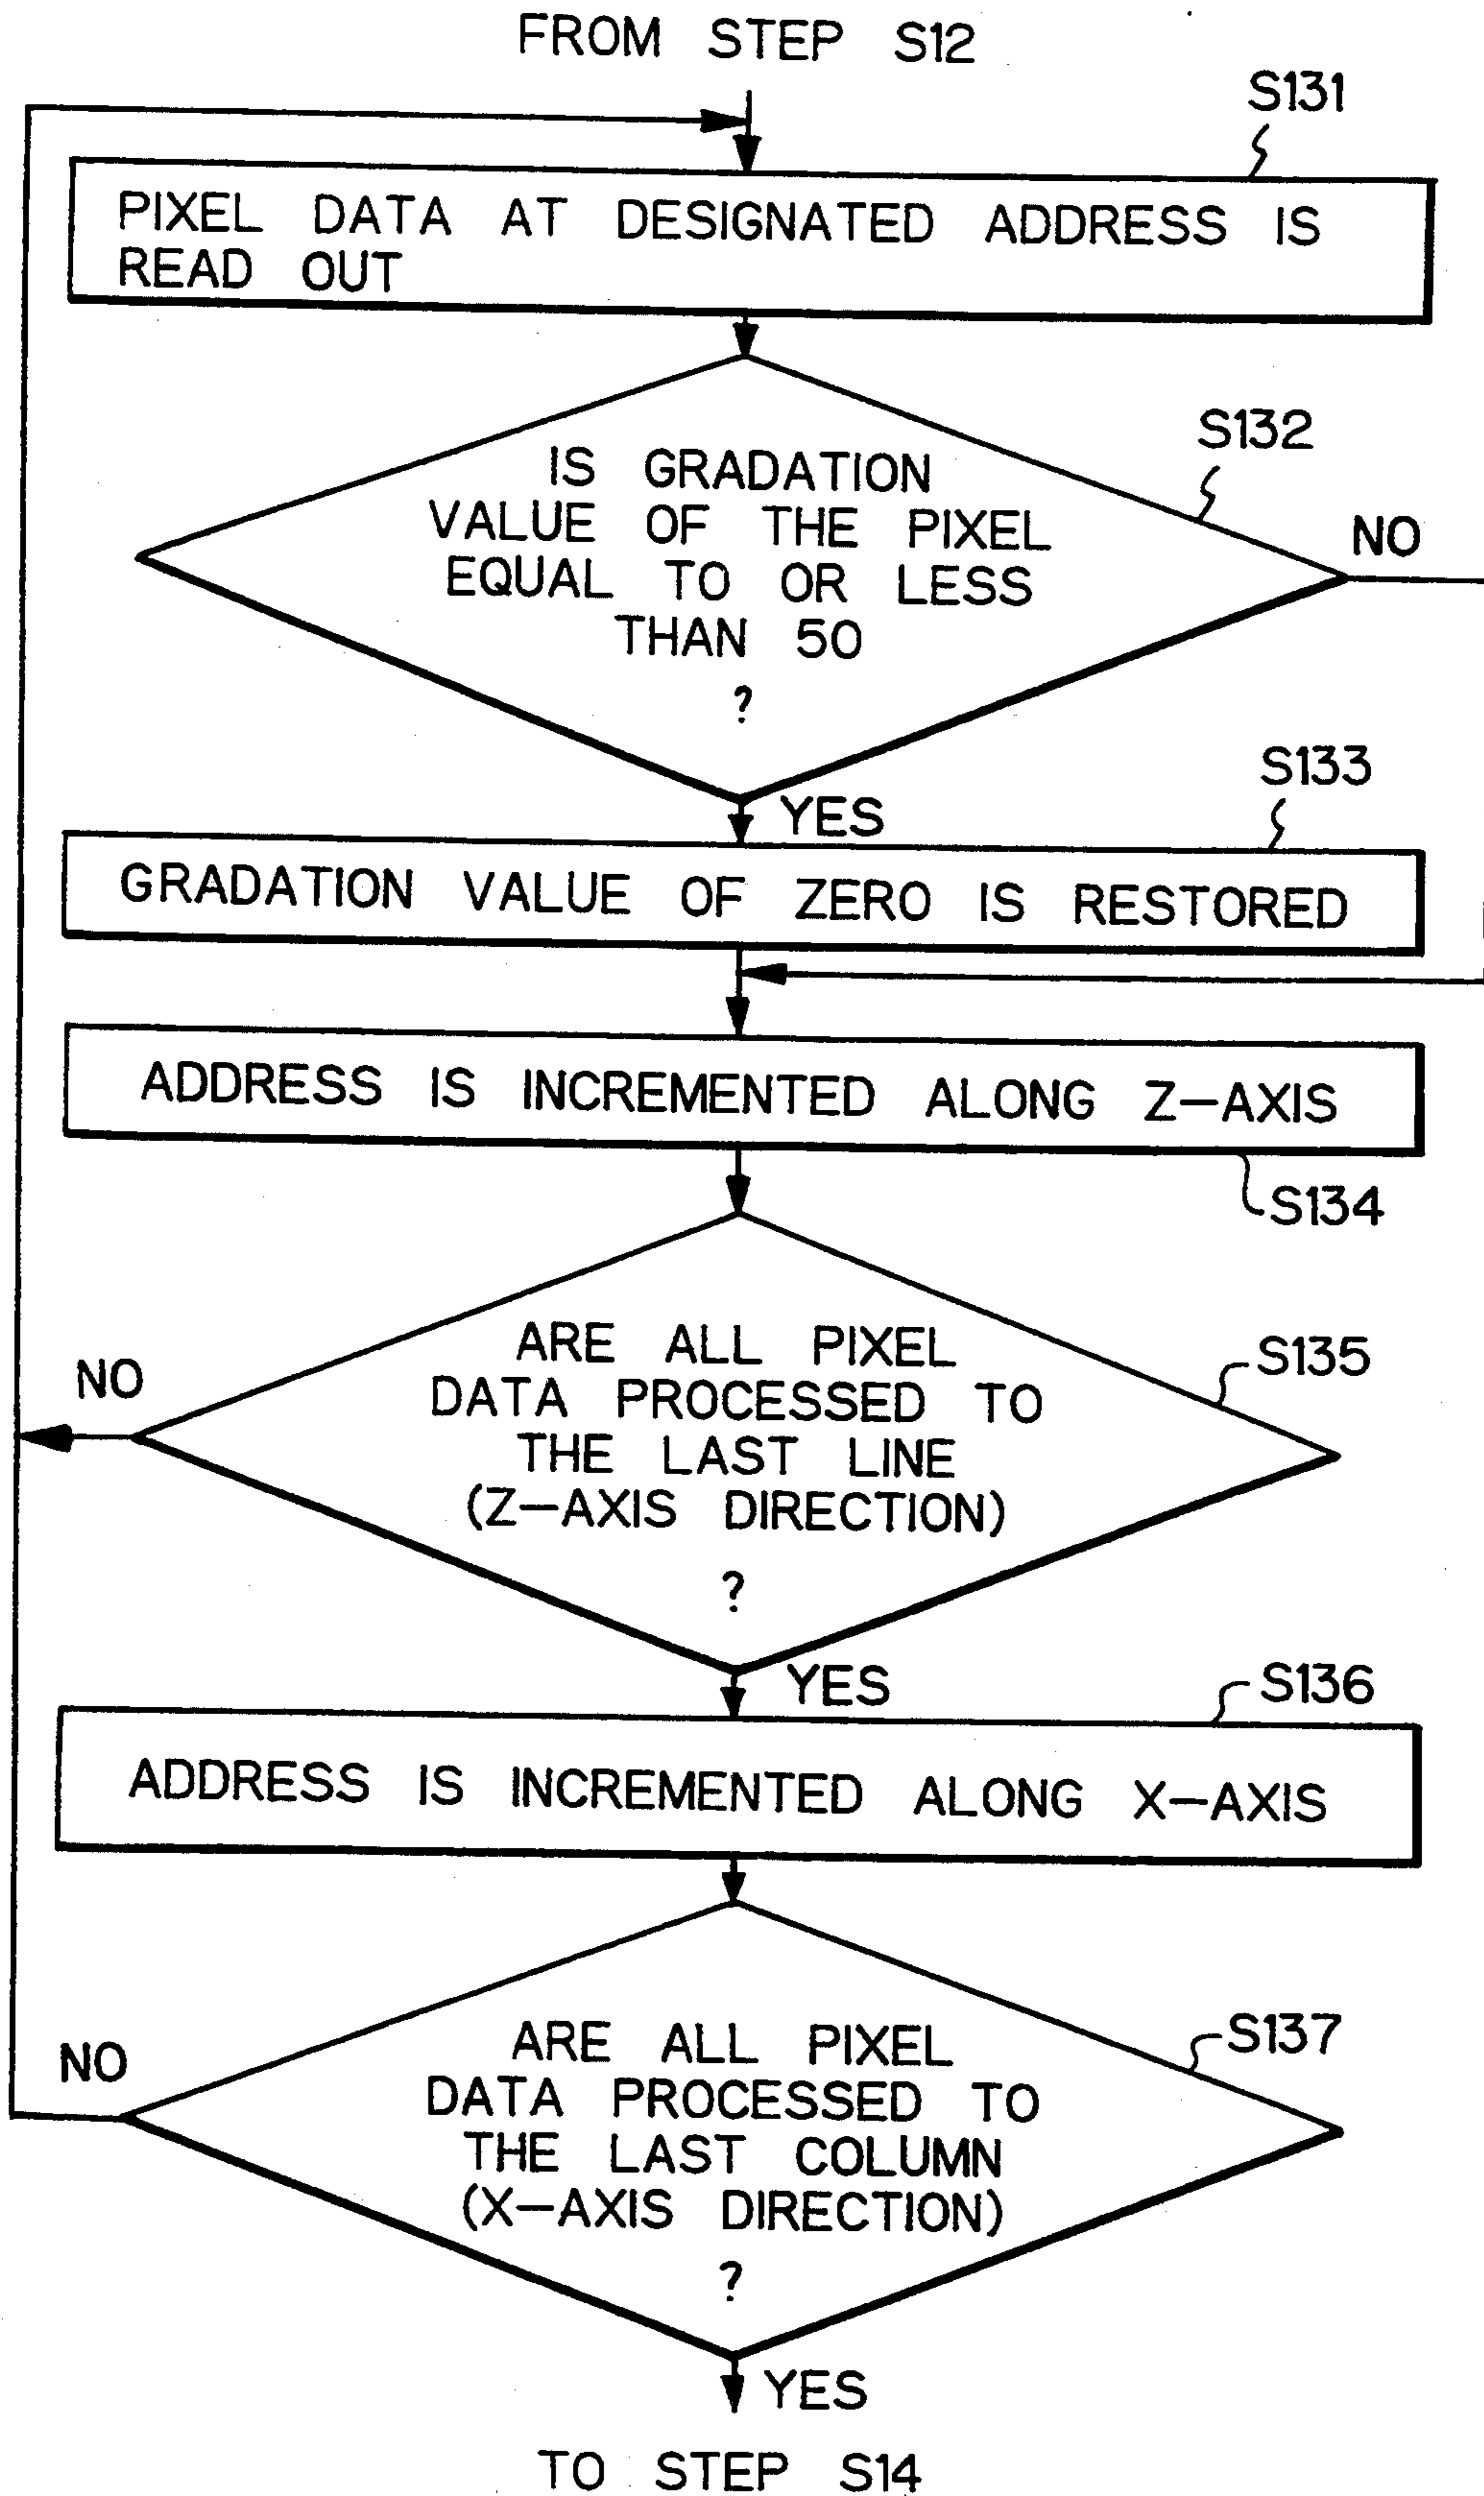 FROM STEP S12
S131
PIXEL DATA AT DESIGNATED ADDRESS IS
READ OUT
S132
IS GRADATION
VALUE OF THE PIXEL
EQUAL TO OR LESS
THAN 50
?
NO
YES
S133
GRADATION VALUE OF ZERO IS RESTORED
ADDRESS IS INCREMENTED ALONG Z-AXIS
S134
ARE ALL PIXEL
DATA PROCESSED TO
THE LAST LINE
(Z-AXIS DIRECTION)
?
S135
NO
YES
S136
ADDRESS IS INCREMENTED ALONG X-AXIS
S137
ARE ALL PIXEL
DATA PROCESSED TO
THE LAST COLUMN
(X-AXIS DIRECTION)
?
NO
YES
TO STEP S14